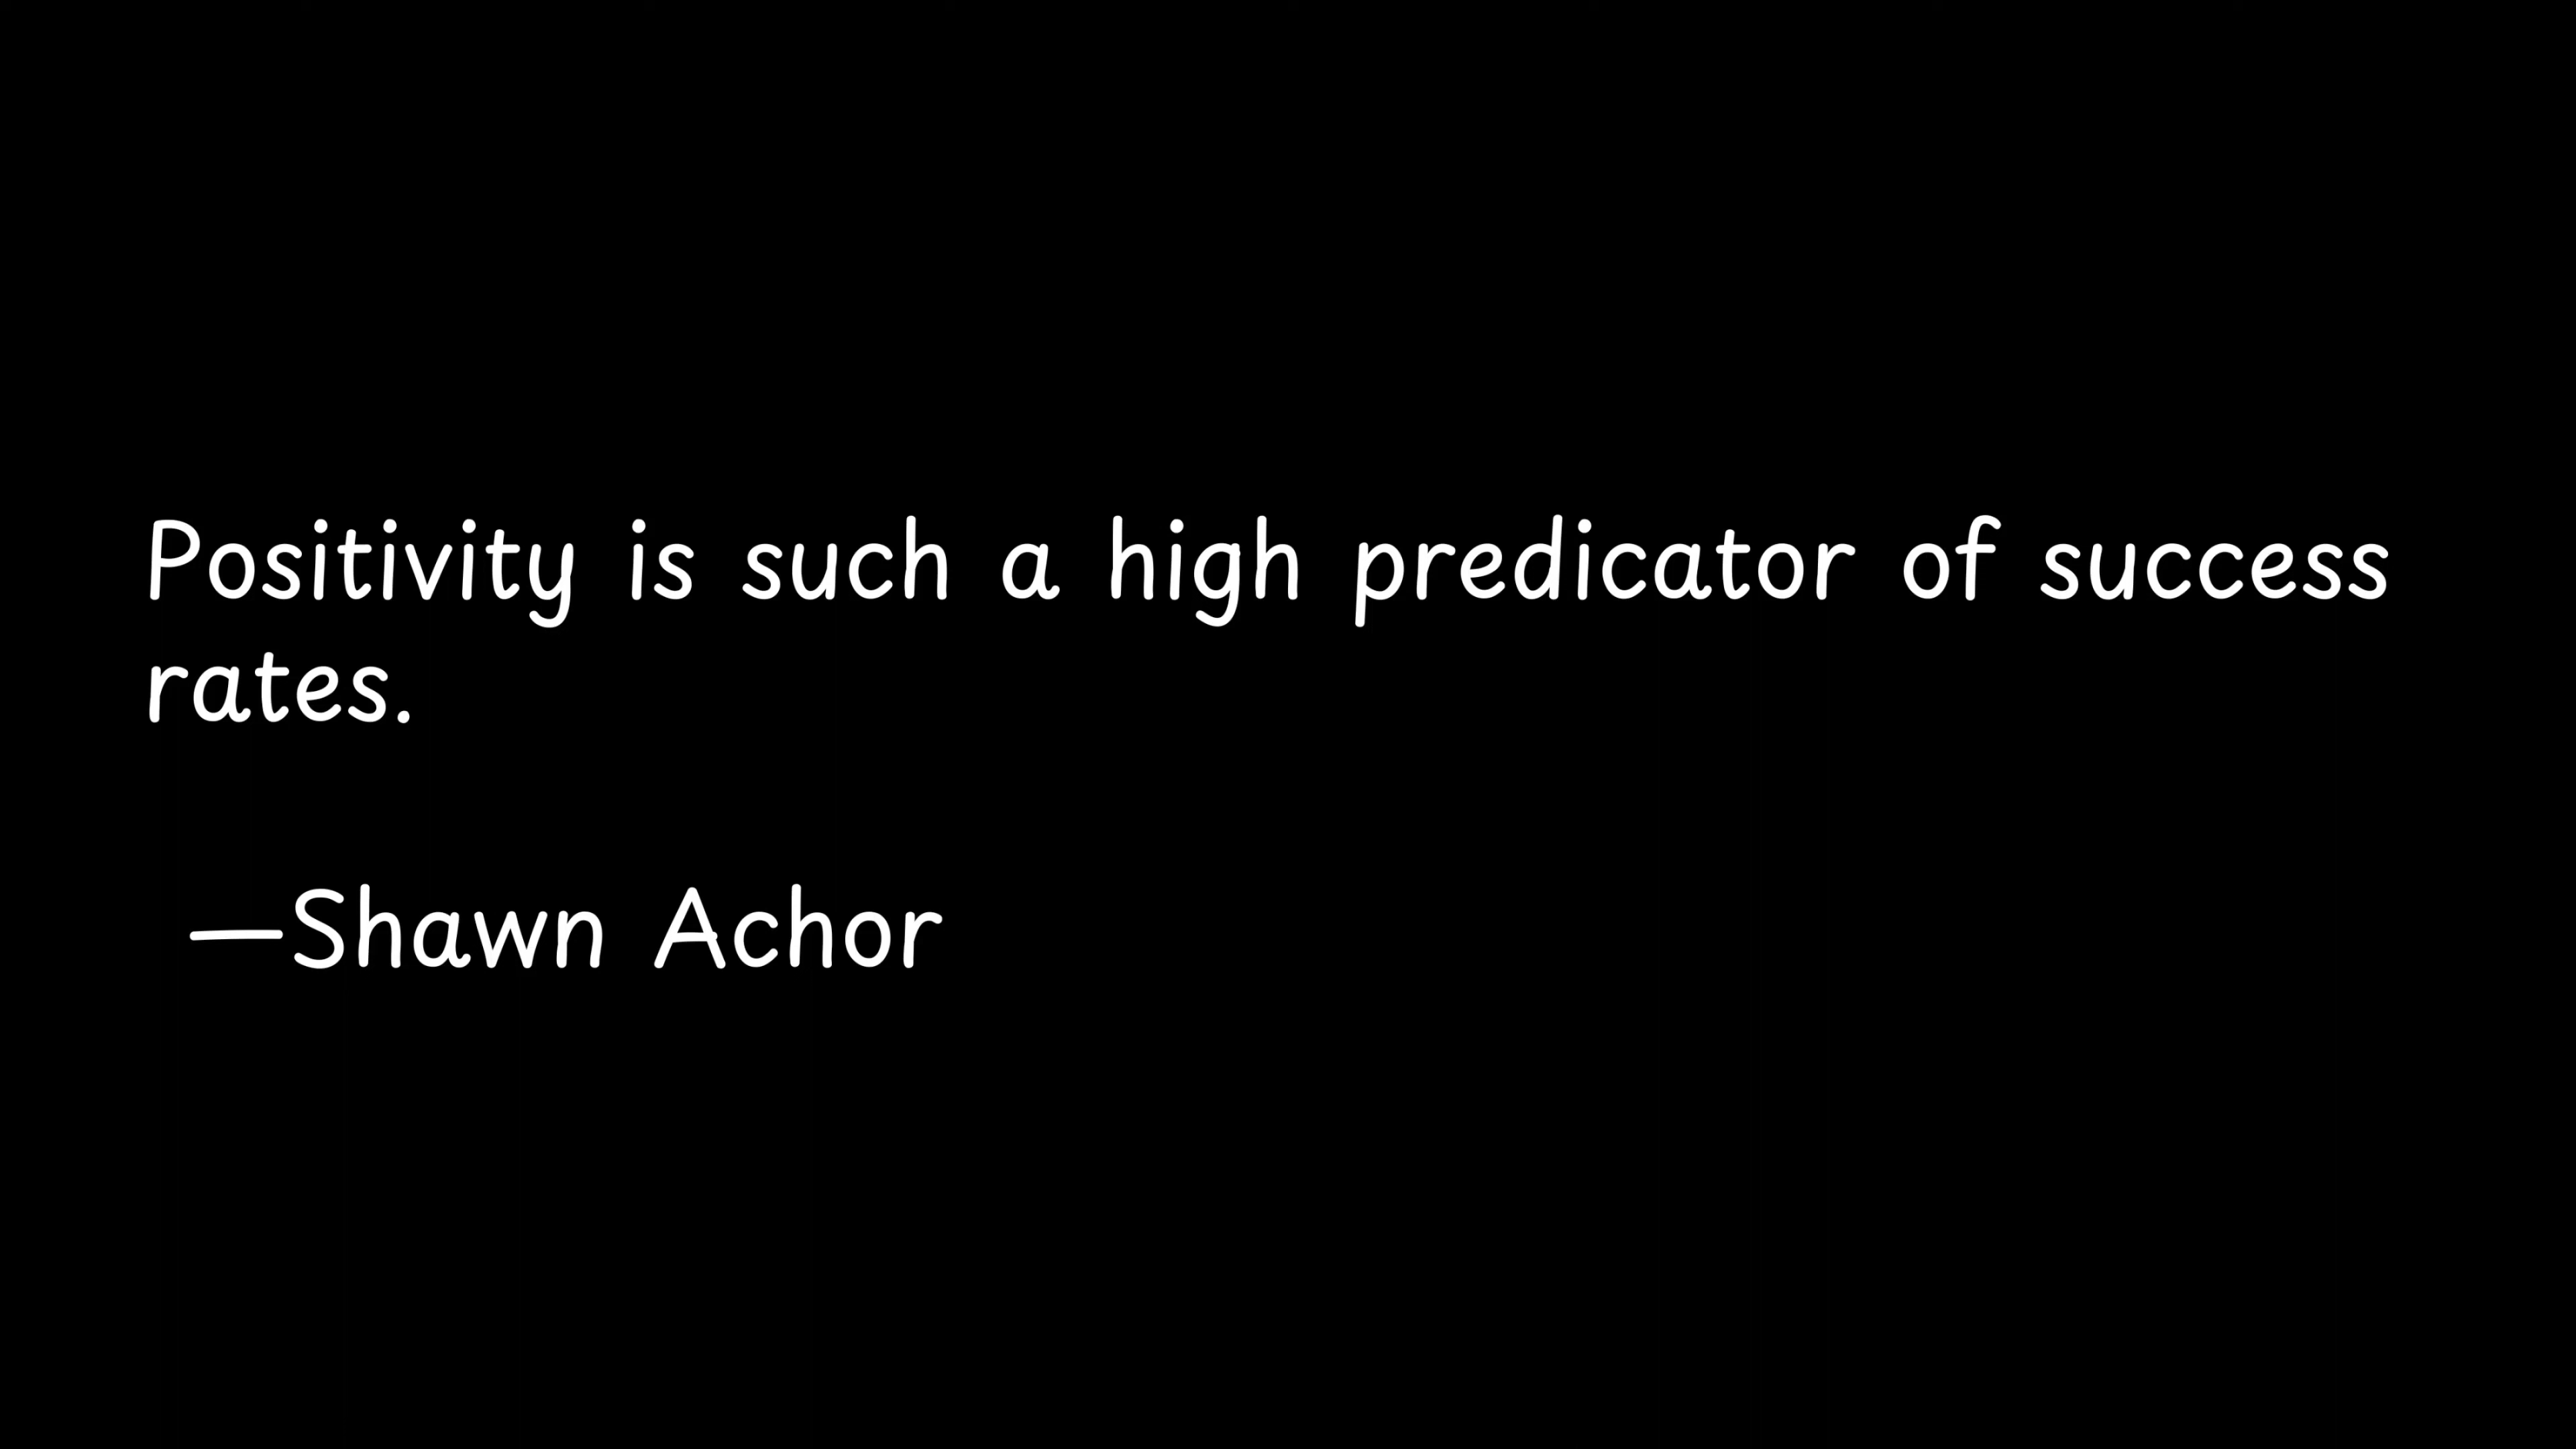 Positivity is such a high predicator of success
rates.
—Shawn Achor